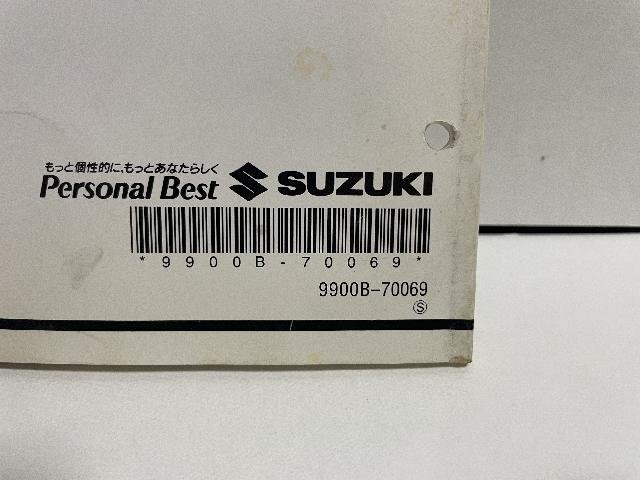 もっと個性的に、もっとあなたらしく
Personal Best SUZUKI
*9900B-70069*
9900B-70069
Ⓢ